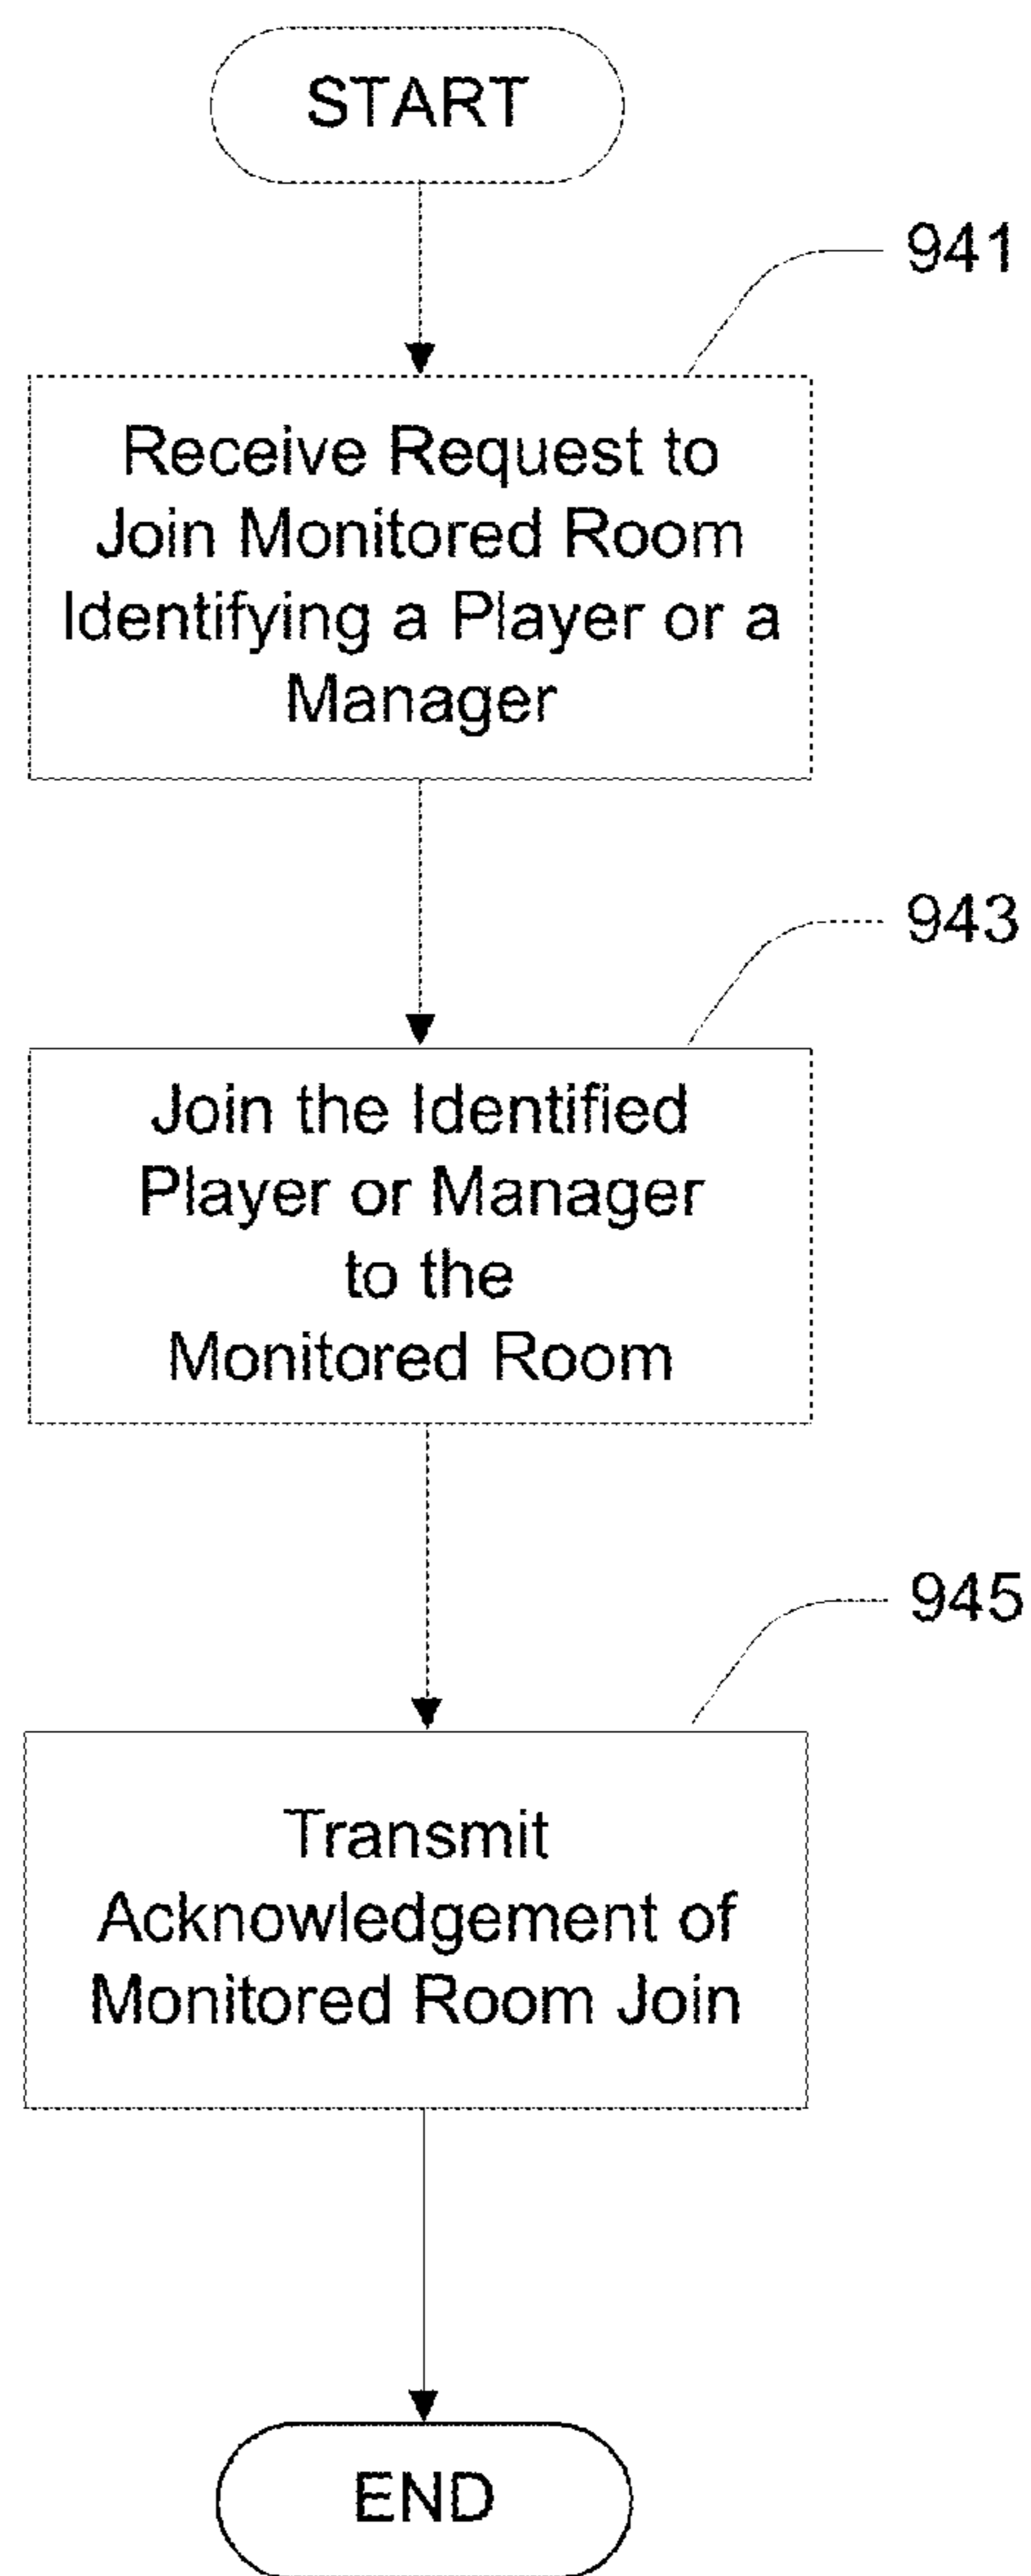 START
941
Receive Request to
Join Monitored Room
Identifying a Player or a
Manager
943
Join the Identified
Player or Manager
to the
Monitored Room
945
Transmit
Acknowledgement of
Monitored Room Join
END